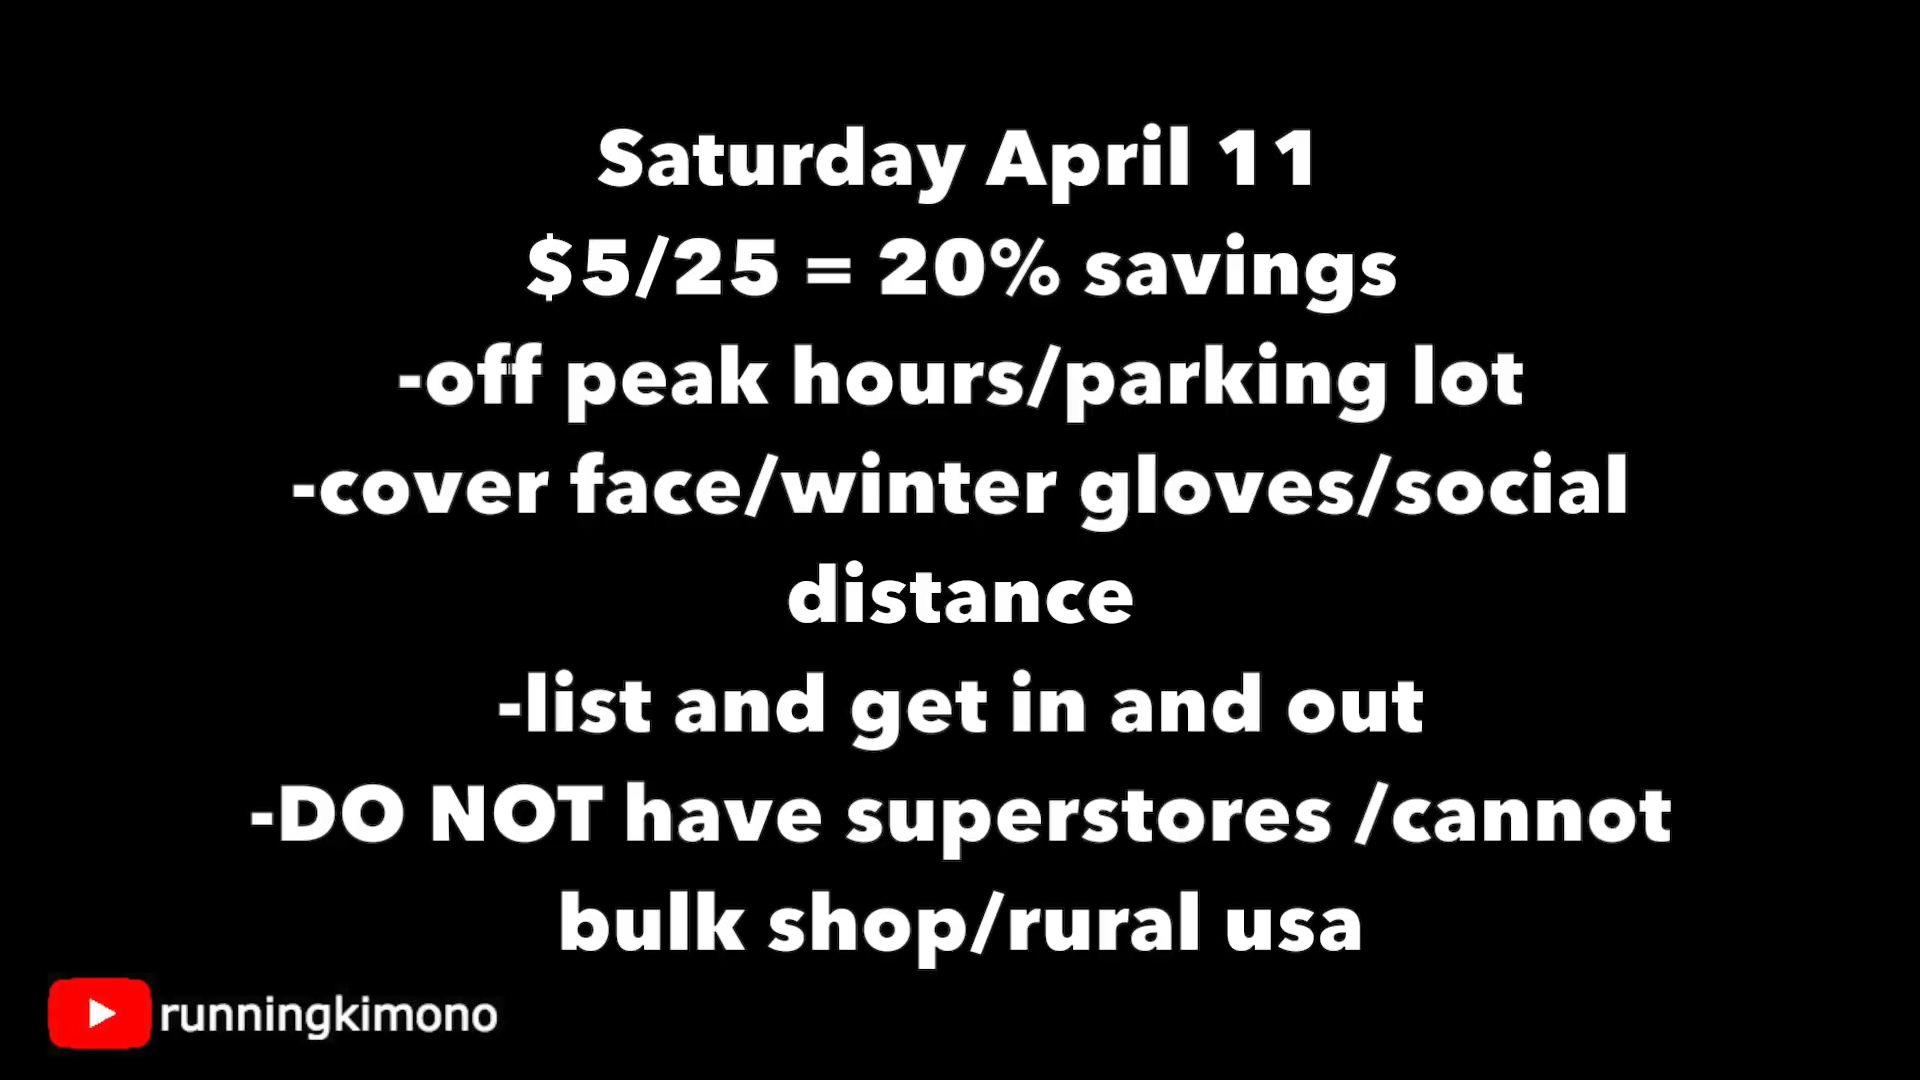 Saturday April 11
$5/25 = 20% savings
-off peak hours/parking lot
-cover face/winter gloves/social
distance
-list and get in and out
-DO NOT have superstores /cannot
bulk shop/rural usa
runningkimono